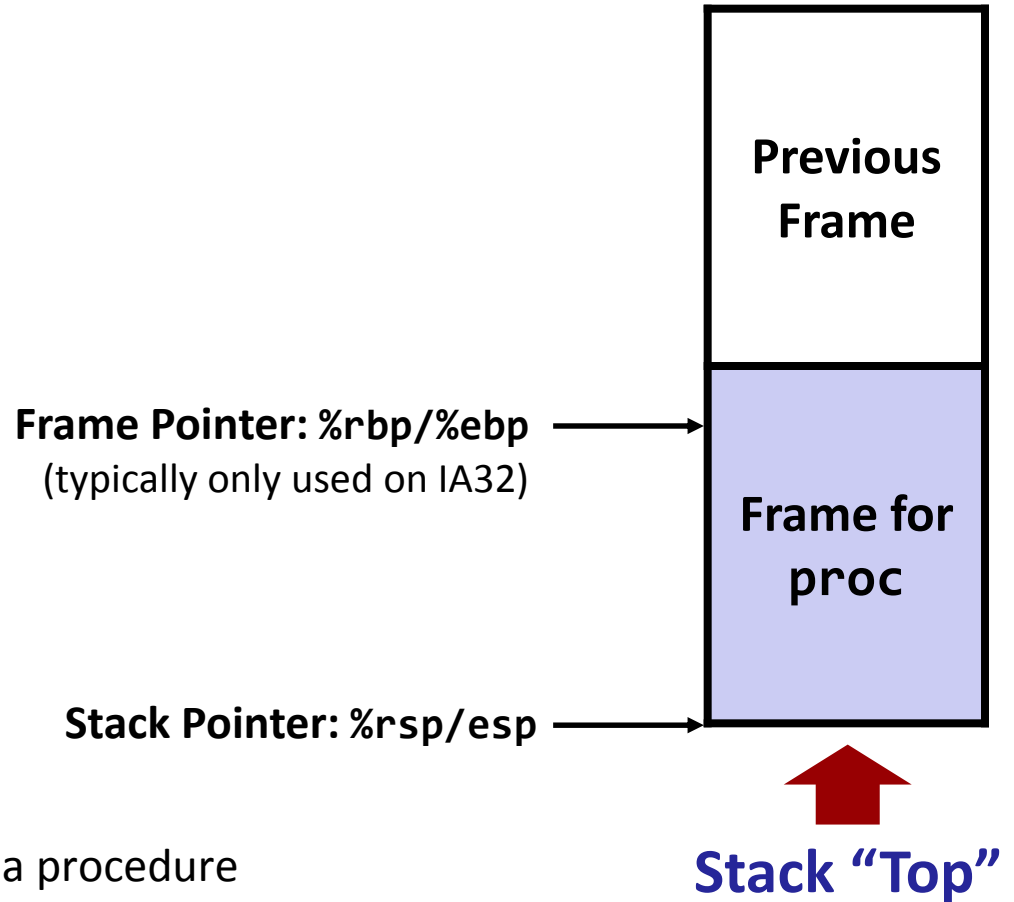 Previous
Frame
Frame Pointer: %rbp/%ebp
(typically only used on IA32)
Frame for
proc
Stack Pointer: %rsp/esp
a procedure
Stack “Top”